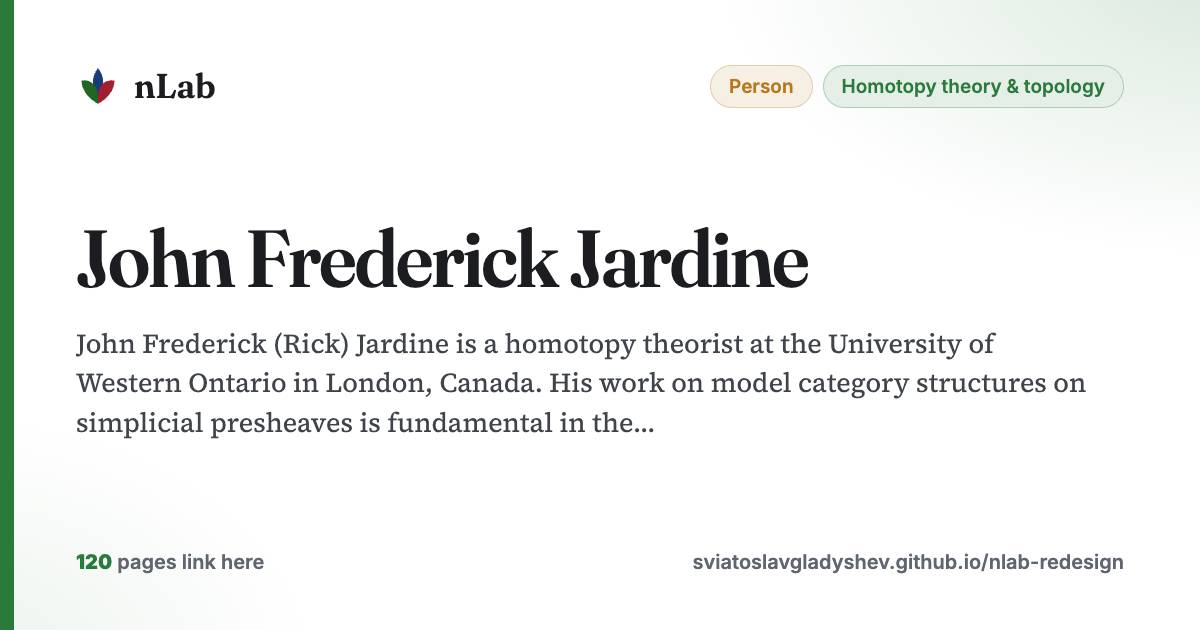 nLab
Person
Homotopy theory & topology
John Frederick Jardine
John Frederick (Rick) Jardine is a homotopy theorist at the University of
Western Ontario in London, Canada. His work on model category structures on
simplicial presheaves is fundamental in the...
120 pages link here
sviatoslavgladyshev.github.io/nlab-redesign